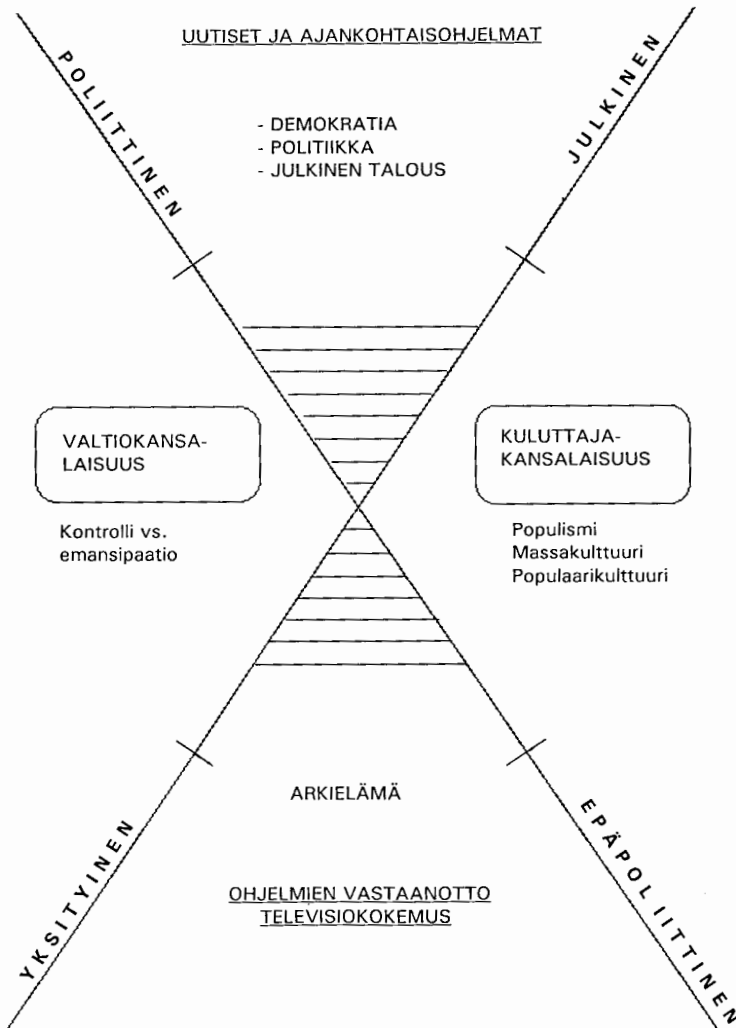 UUTISET JA AJANKOHTAISOHJELMAT
POLIITTINEN
JULKINEN
- DEMOKRATIA
- POLITIIKKA
- JULKINEN TALOUS
VALTIOKANSA-
LAISUUS
Kontrolli vs.
emansipaatio
KULUTTAJA-
KANSALAISUUS
Populismi
Massakulttuuri
Populaarikulttuuri
ARKIELÄMÄ
YKSITYINEN
EPÄPOLIITTINEN
OHJELMIEN VASTAANOTTO
TELEVISIOKOKEMUS